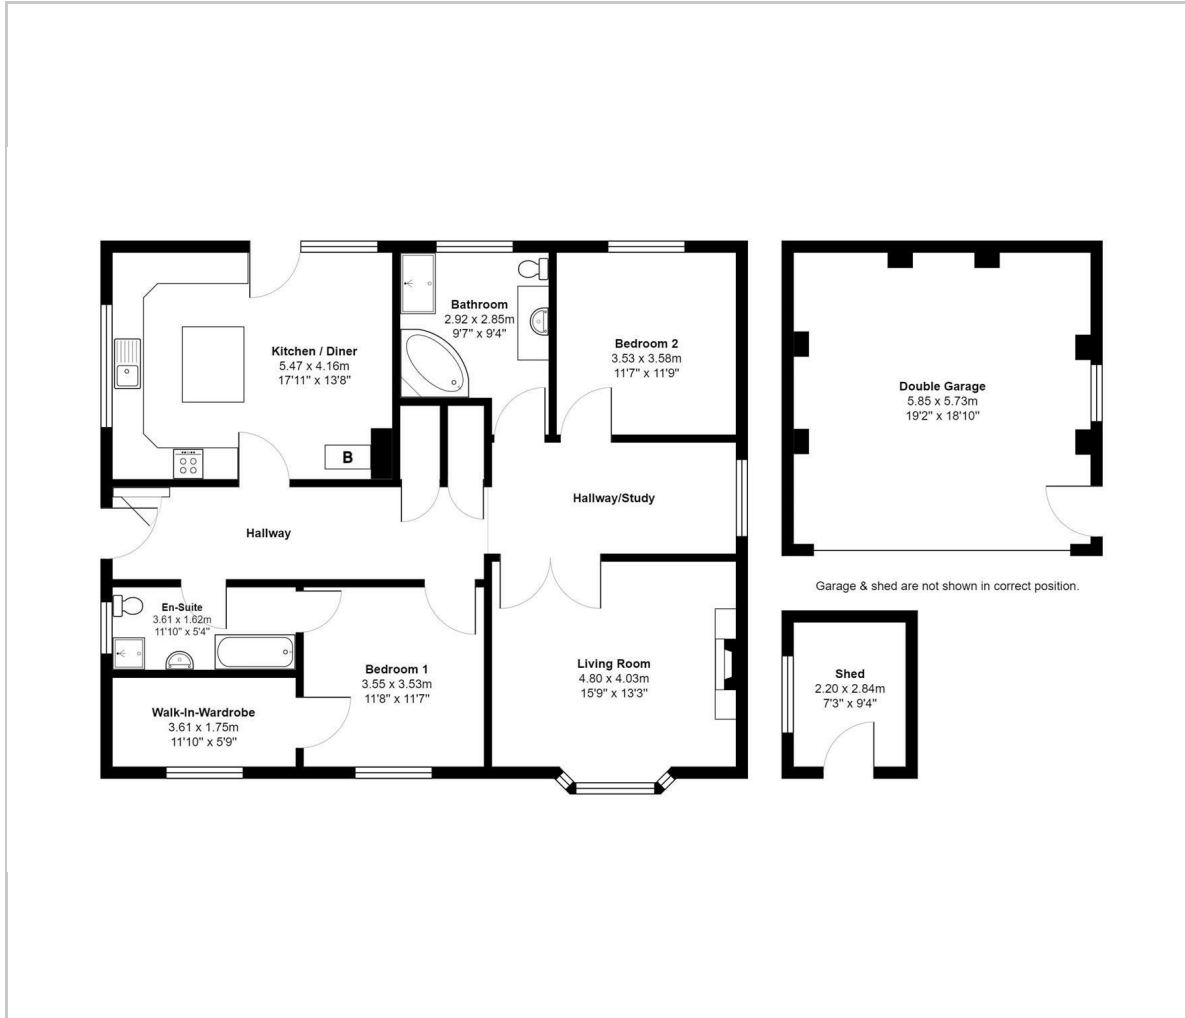 Kitchen / Diner
5.47 x 4.16m
17'11" x 13'8"
B
Bathroom
2.92 x 2.85m
9'7" x 9'4"
Bedroom 2
3.53 x 3.58m
11'7" x 11'9"
Double Garage
5.85 x 5.73m
19'2" x 18'10"
Hallway
Hallway/Study
Garage & shed are not shown in correct position.
En-Suite
3.61 x 1.62m
11'10" x 5'4"
Bedroom 1
3.55 x 3.53m
11'8" x 11'7"
Living Room
4.80 x 4.03m
15'9" x 13'3"
Shed
2.20 x 2.84m
7'3" x 9'4"
Walk-In-Wardrobe
3.61 x 1.75m
11'10" x 5'9"